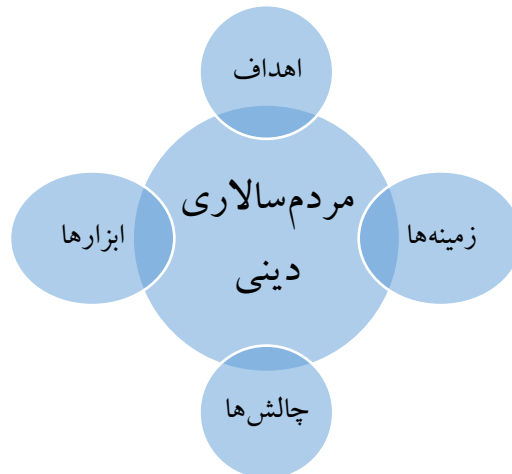 اهداف
مردم‌سالاری
دینی
زمینه‌ها
ابزارها
چالش‌ها